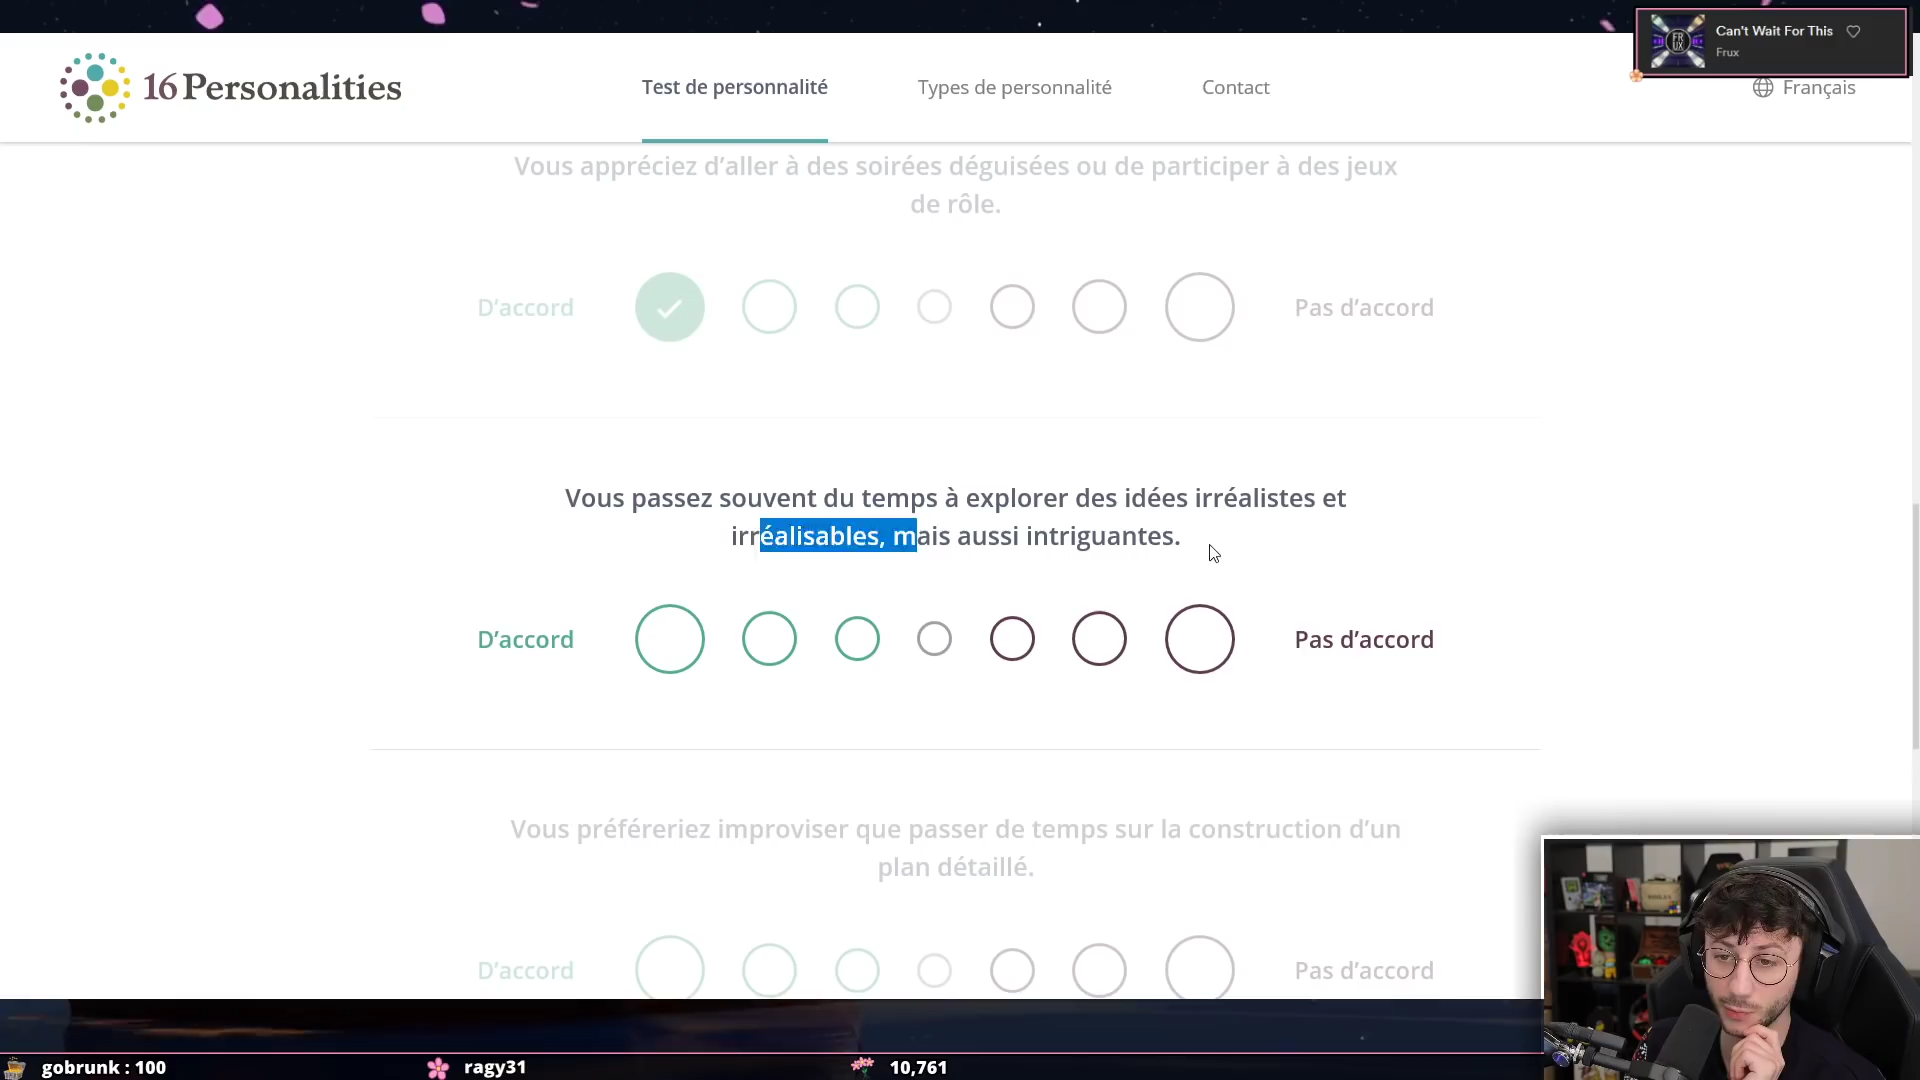 Can't Wait For This
Frux
16Personalities
Test de personnalité
Types de personnalité
Contact
Français
Vous appréciez d’aller à des soirées déguisées ou de participer à des jeux
de rôle.
D’accord
Pas d’accord
Vous passez souvent du temps à explorer des idées irréalistes et
irréalisables, mais aussi intriguantes.
D’accord
Pas d’accord
Vous préféreriez improviser que passer de temps sur la construction d’un
plan détaillé.
D’accord
Pas d’accord
gobrunk : 100
ragy31
10,761